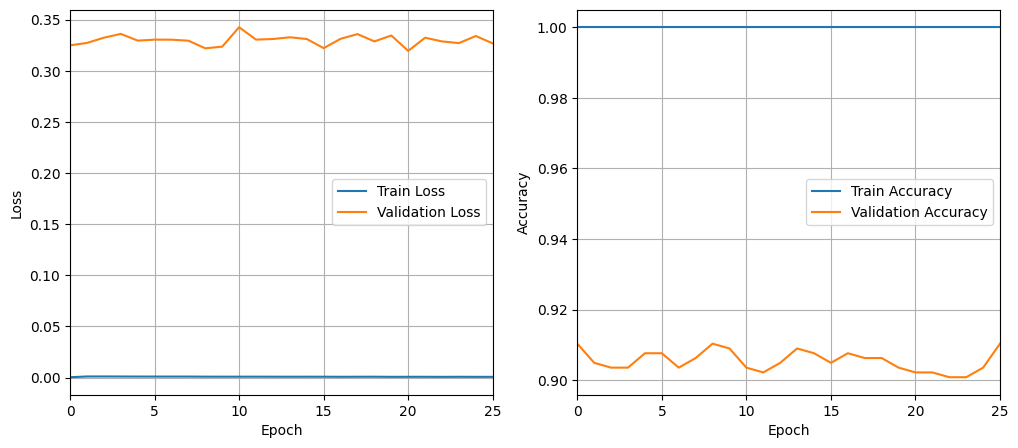 0.35
0.30
0.25
0.20
0.15
0.10
0.05
0.00
Loss
0 5 10 15 20 25
Epoch
Train Loss
Validation Loss
1.00
0.98
0.96
0.94
0.92
0.90
Accuracy
0 5 10 15 20 25
Epoch
Train Accuracy
Validation Accuracy